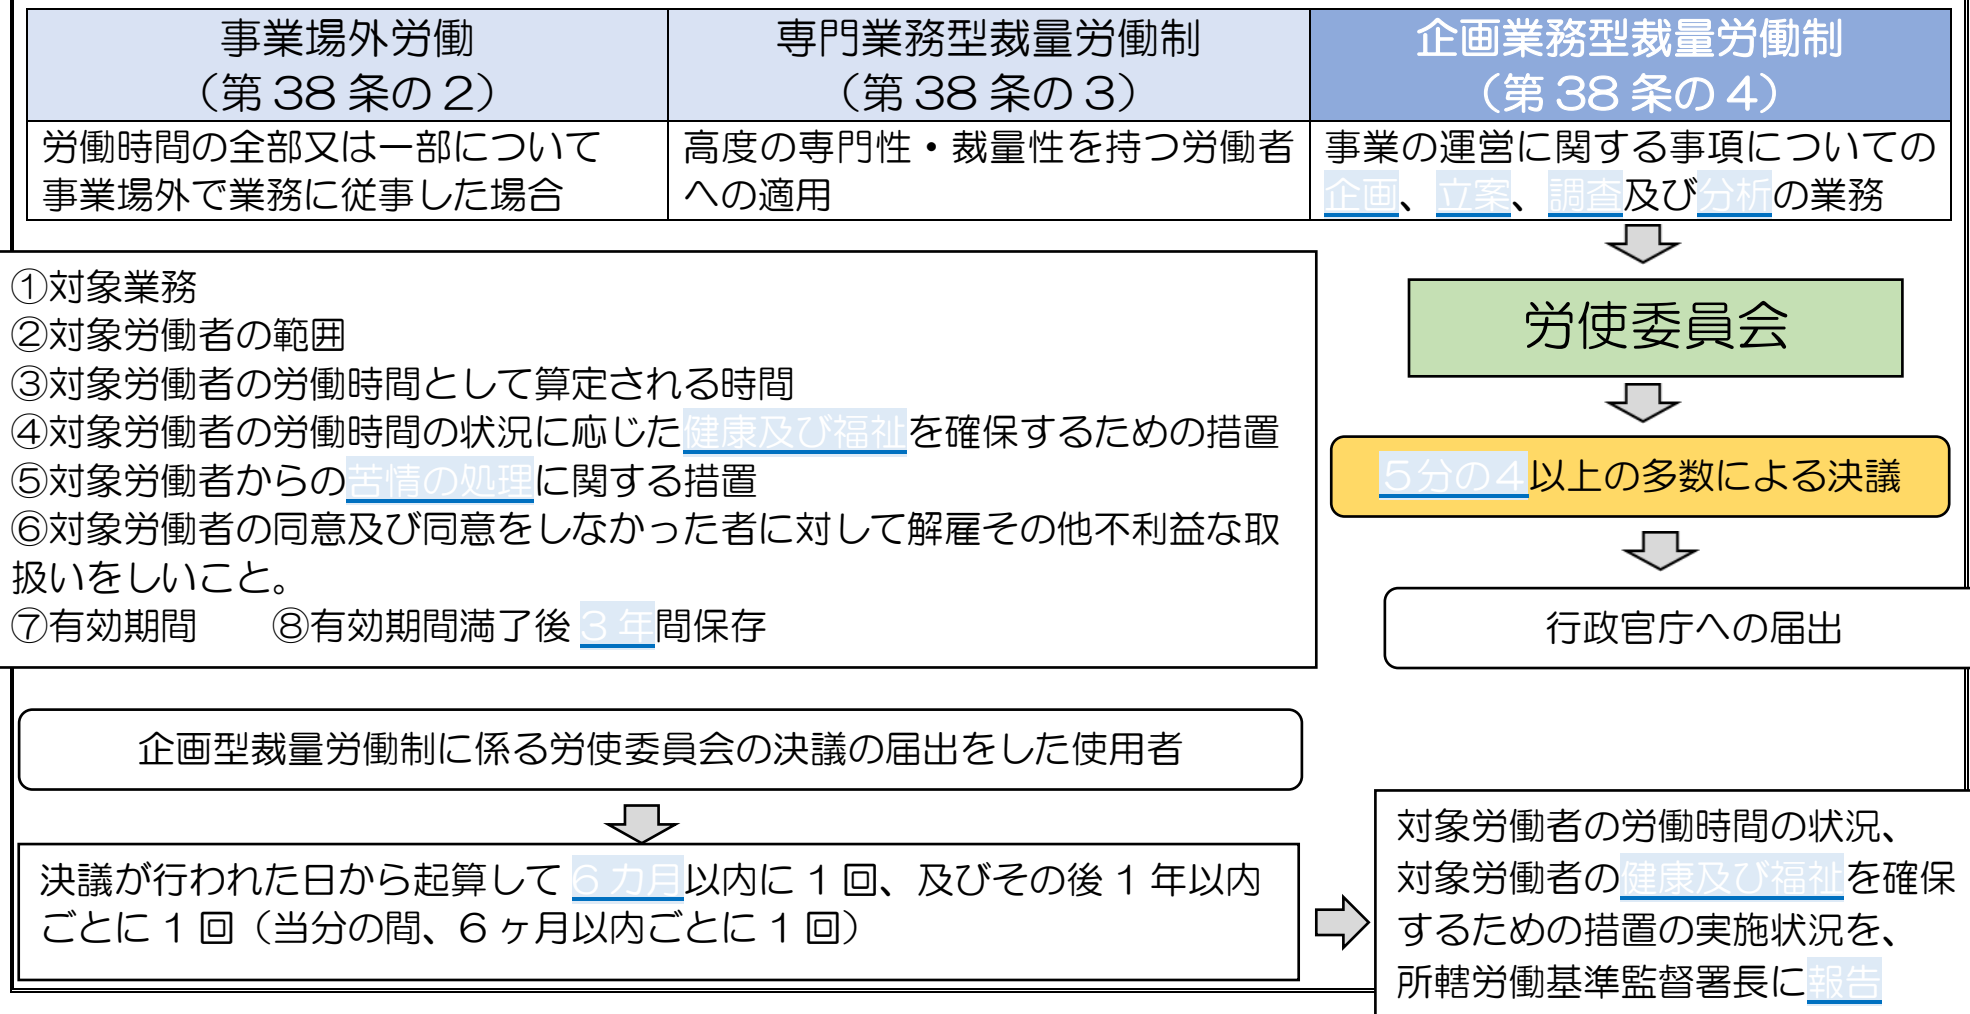 事業場外労働
（第 38 条の 2）
専門業務型裁量労働制
（第 38 条の 3）
企画業務型裁量労働制
（第 38 条の 4）
労働時間の全部又は一部について
事業場外で業務に従事した場合
高度の専門性・裁量性を持つ労働者
への適用
事業の運営に関する事項についての
企画、立案、調査及び分析の業務
①対象業務
②対象労働者の範囲
③対象労働者の労働時間として算定される時間
④対象労働者の労働時間の状況に応じた健康及び福祉を確保するための措置
⑤対象労働者からの苦情の処理に関する措置
⑥対象労働者の同意及び同意をしなかった者に対して解雇その他不利益な取
扱いをしいこと。
⑦有効期間　　⑧有効期間満了後 3 年間保存
労使委員会
5分の4以上の多数による決議
行政官庁への届出
企画型裁量労働制に係る労使委員会の決議の届出をした使用者
決議が行われた日から起算して 6 カ月以内に 1 回、及びその後 1 年以内
ごとに 1 回（当分の間、6 ヶ月以内ごとに 1 回）
対象労働者の労働時間の状況、
対象労働者の健康及び福祉を確保
するための措置の実施状況を、
所轄労働基準監督署長に報告